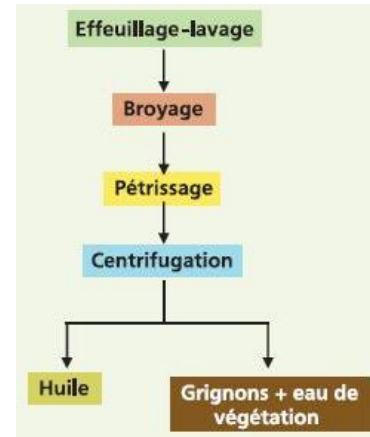 Effeuillage-lavage
Broyage
Pétrissage
Centrifugation
Huile
Grignons + eau de
végétation